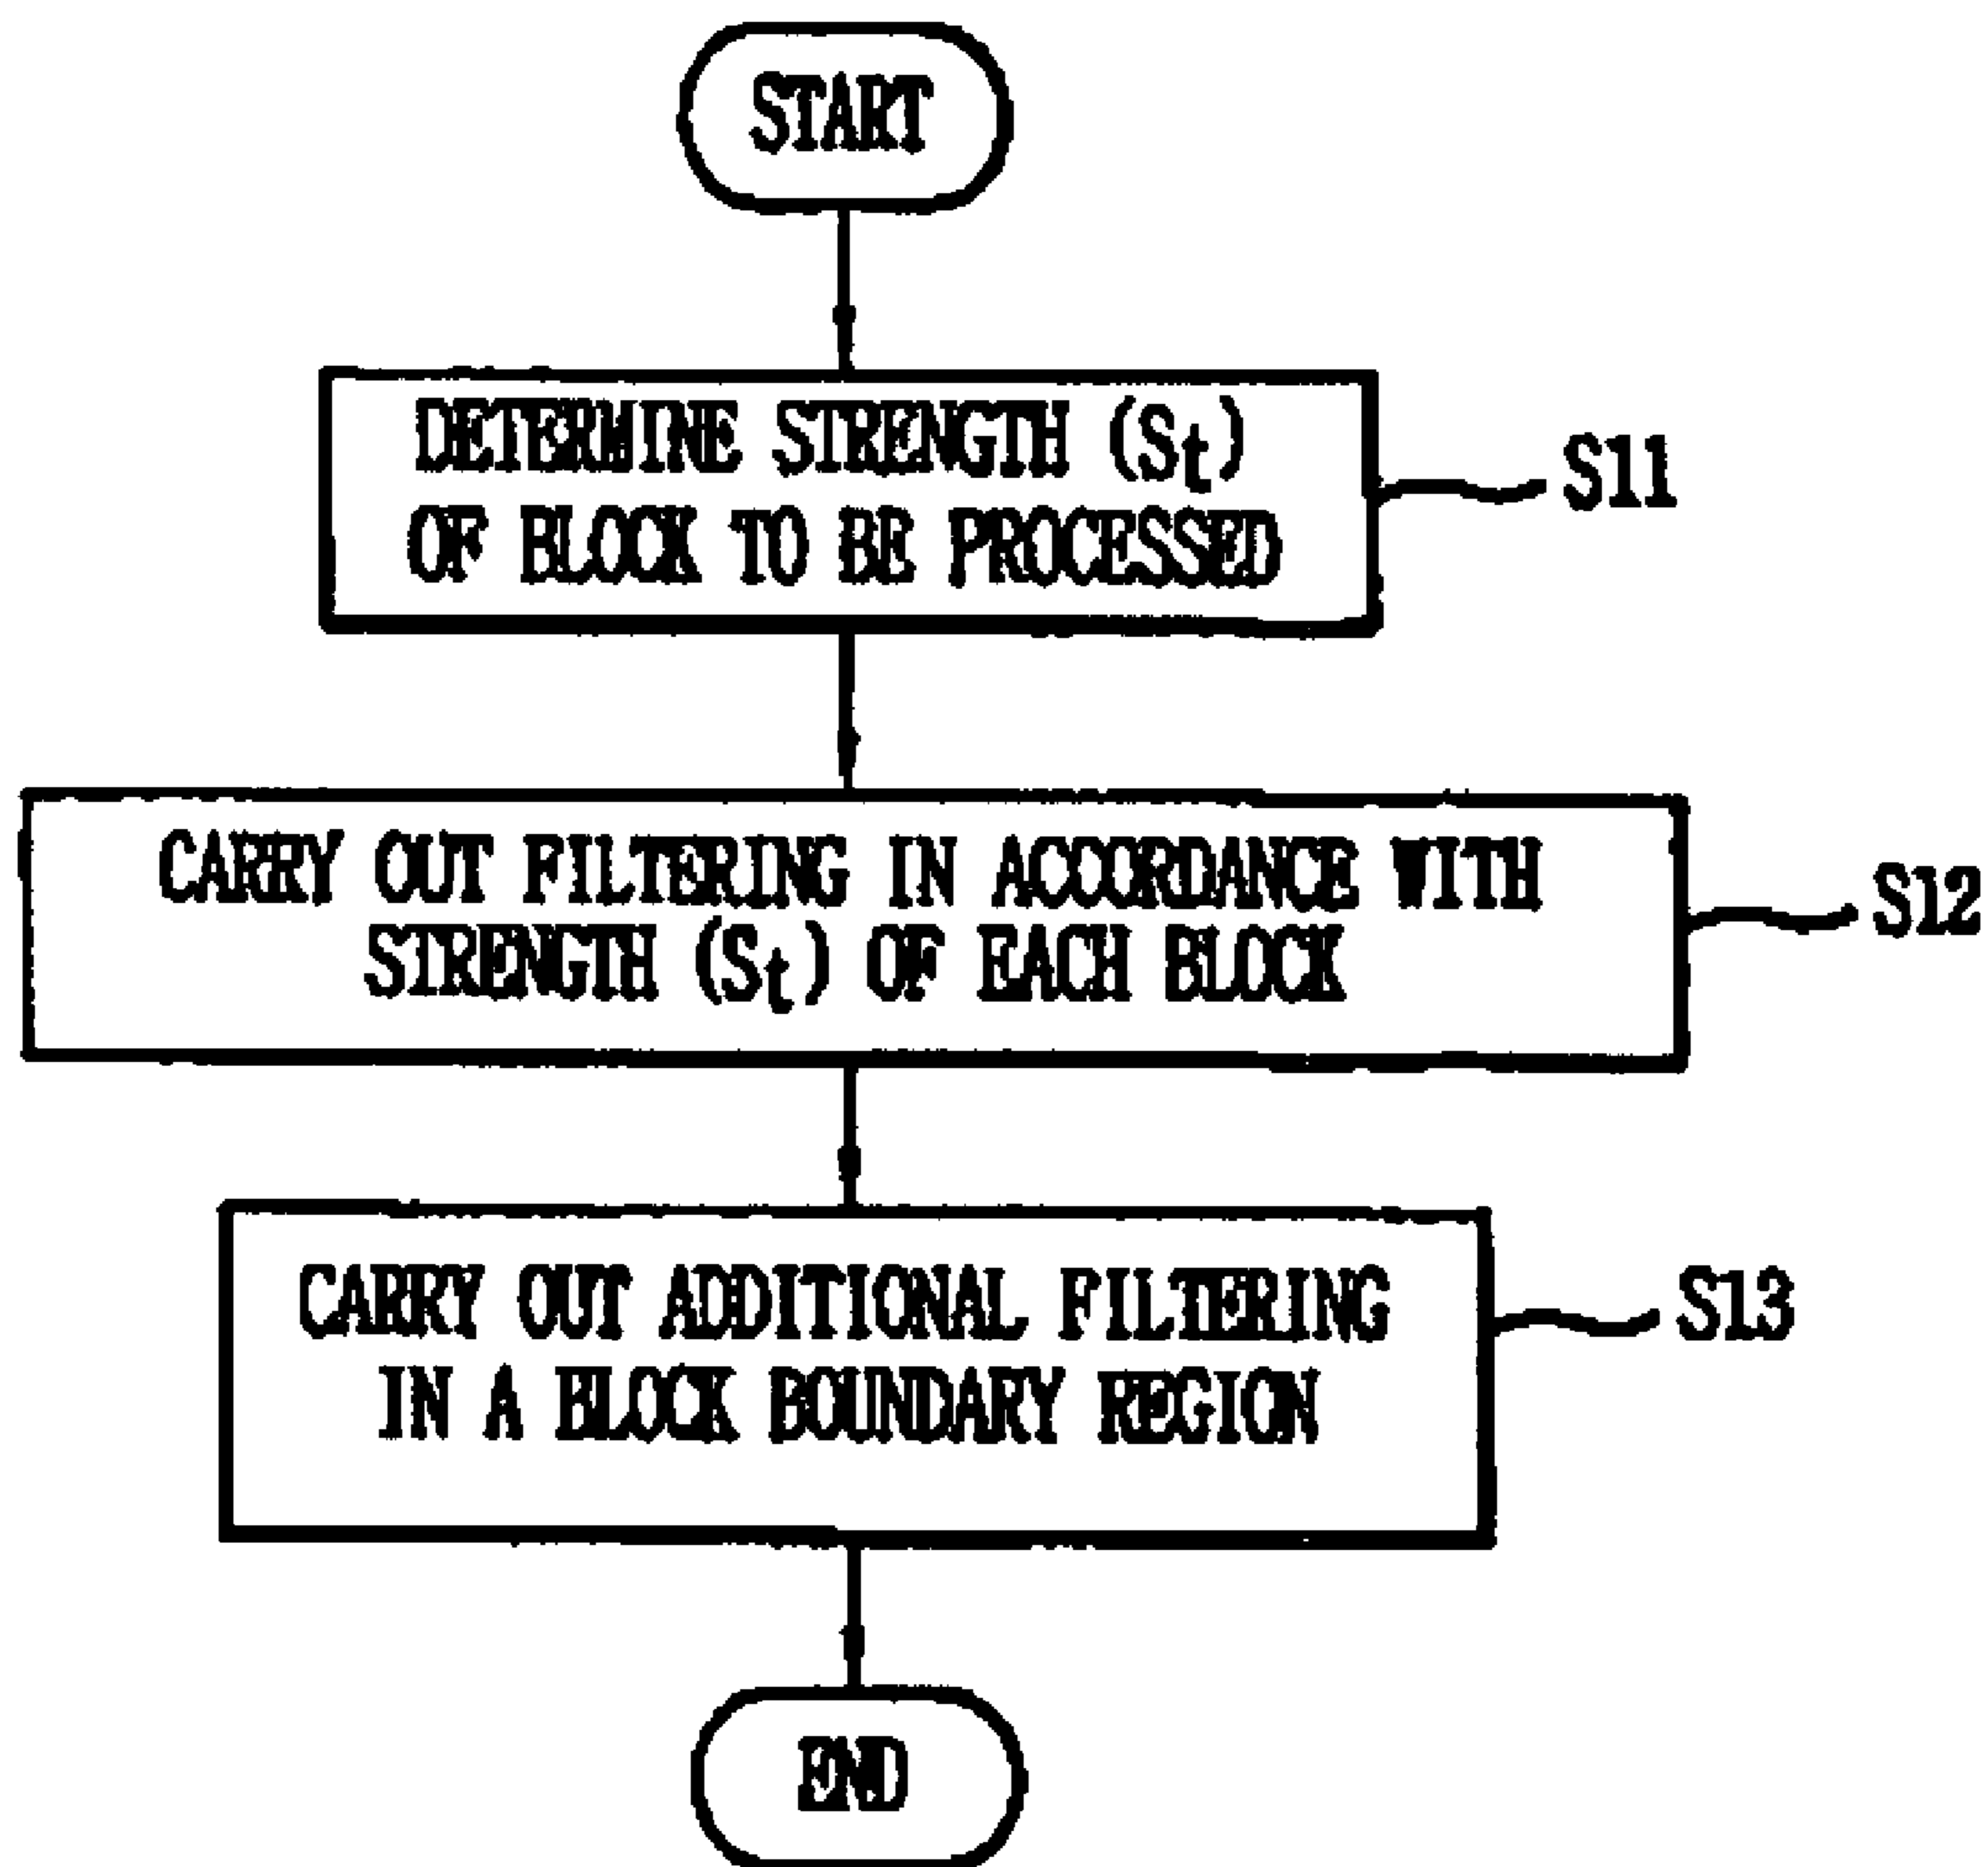 START
DETERMINE STRENGTH (St)
OF BLOCK TO BE PROCESSED
S11
CARRY OUT FILTERING IN ACCORDANCE WITH
STRENGTH (St) OF EACH BLOCK
S12
CARRY OUT ADDITIONAL FILTERING
IN A BLOCK BOUNDARY REGION
S13
END